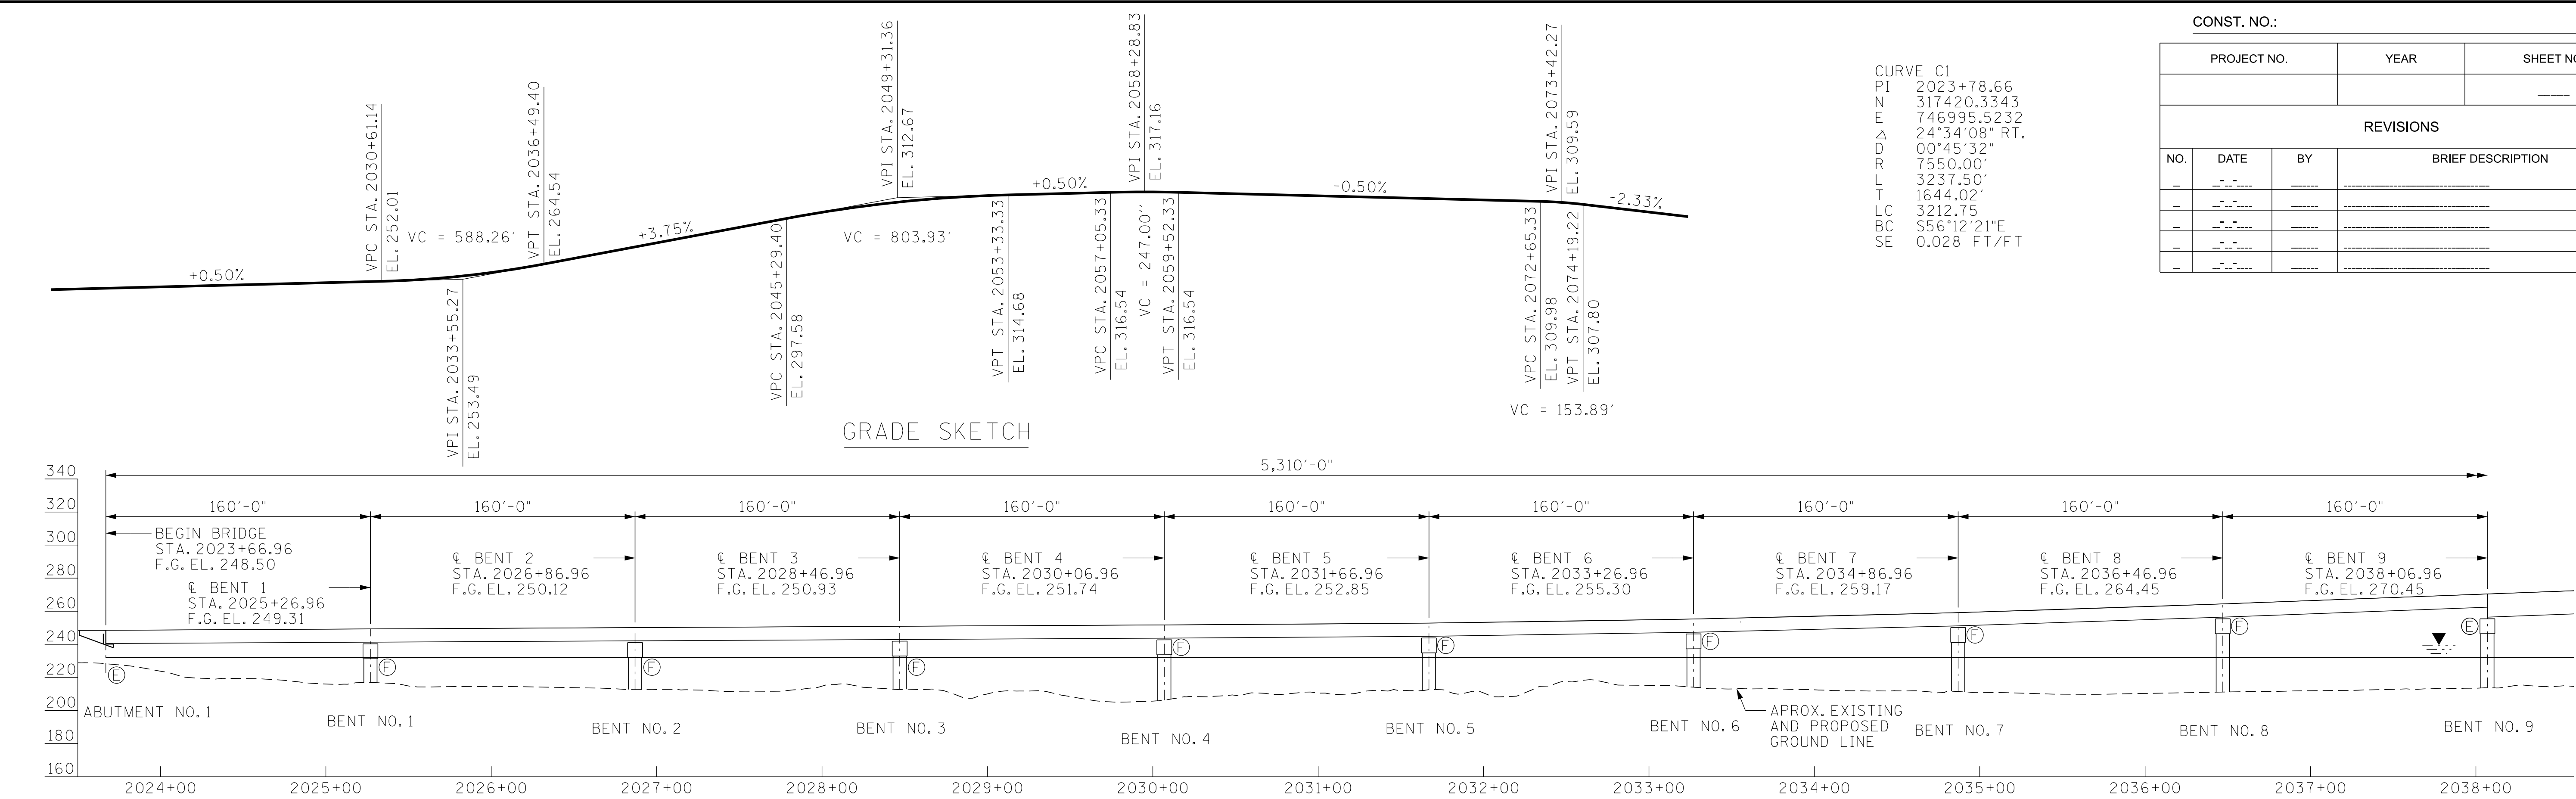 CONST. NO.:
PROJECT NO. YEAR SHEET NO
REVISIONS
NO. DATE BY BRIEF DESCRIPTION
CURVE C1
PI 2023+78.66
N 317420.3343
E 746995.5232
△ 24°34'08" RT.
D 00°45'32"
R 7550.00'
L 3237.50'
T 1644.02'
LC 3212.75
BC S56°12'21"E
SE 0.028 FT/FT
+0.50%
VPC STA. 2030+61.14
EL. 252.01
VC = 588.26'
VPI STA. 2033+55.27
EL. 253.49
VPT STA. 2036+49.40
EL. 264.54
+3.75%
VPC STA. 2045+29.40
EL. 297.58
VPI STA. 2049+31.36
EL. 312.67
VC = 803.93'
VPT STA. 2053+33.33
EL. 314.68
+0.50%
VPC STA. 2057+05.33
EL. 316.54
VPI STA. 2058+28.83
EL. 317.16
VC = 247.00''
VPT STA. 2059+52.33
EL. 316.54
-0.50%
VPC STA. 2072+65.33
EL. 309.98
VPI STA. 2073+42.27
EL. 309.59
VPT STA. 2074+19.22
EL. 307.80
VC = 153.89'
-2.33%
GRADE SKETCH
5,310'-0"
160'-0" 160'-0" 160'-0" 160'-0" 160'-0" 160'-0" 160'-0" 160'-0" 160'-0"
BEGIN BRIDGE
STA. 2023+66.96
F.G. EL. 248.50
℄ BENT 1
STA. 2025+26.96
F.G. EL. 249.31
℄ BENT 2
STA. 2026+86.96
F.G. EL. 250.12
℄ BENT 3
STA. 2028+46.96
F.G. EL. 250.93
℄ BENT 4
STA. 2030+06.96
F.G. EL. 251.74
℄ BENT 5
STA. 2031+66.96
F.G. EL. 252.85
℄ BENT 6
STA. 2033+26.96
F.G. EL. 255.30
℄ BENT 7
STA. 2034+86.96
F.G. EL. 259.17
℄ BENT 8
STA. 2036+46.96
F.G. EL. 264.45
℄ BENT 9
STA. 2038+06.96
F.G. EL. 270.45
340
320
300
280
260
240
220
200
180
160
E F F F F F F F F E
ABUTMENT NO. 1
BENT NO. 1
BENT NO. 2
BENT NO. 3
BENT NO. 4
BENT NO. 5
BENT NO. 6
APROX. EXISTING
AND PROPOSED
GROUND LINE
BENT NO. 7
BENT NO. 8
BENT NO. 9
2024+00 2025+00 2026+00 2027+00 2028+00 2029+00 2030+00 2031+00 2032+00 2033+00 2034+00 2035+00 2036+00 2037+00 2038+00